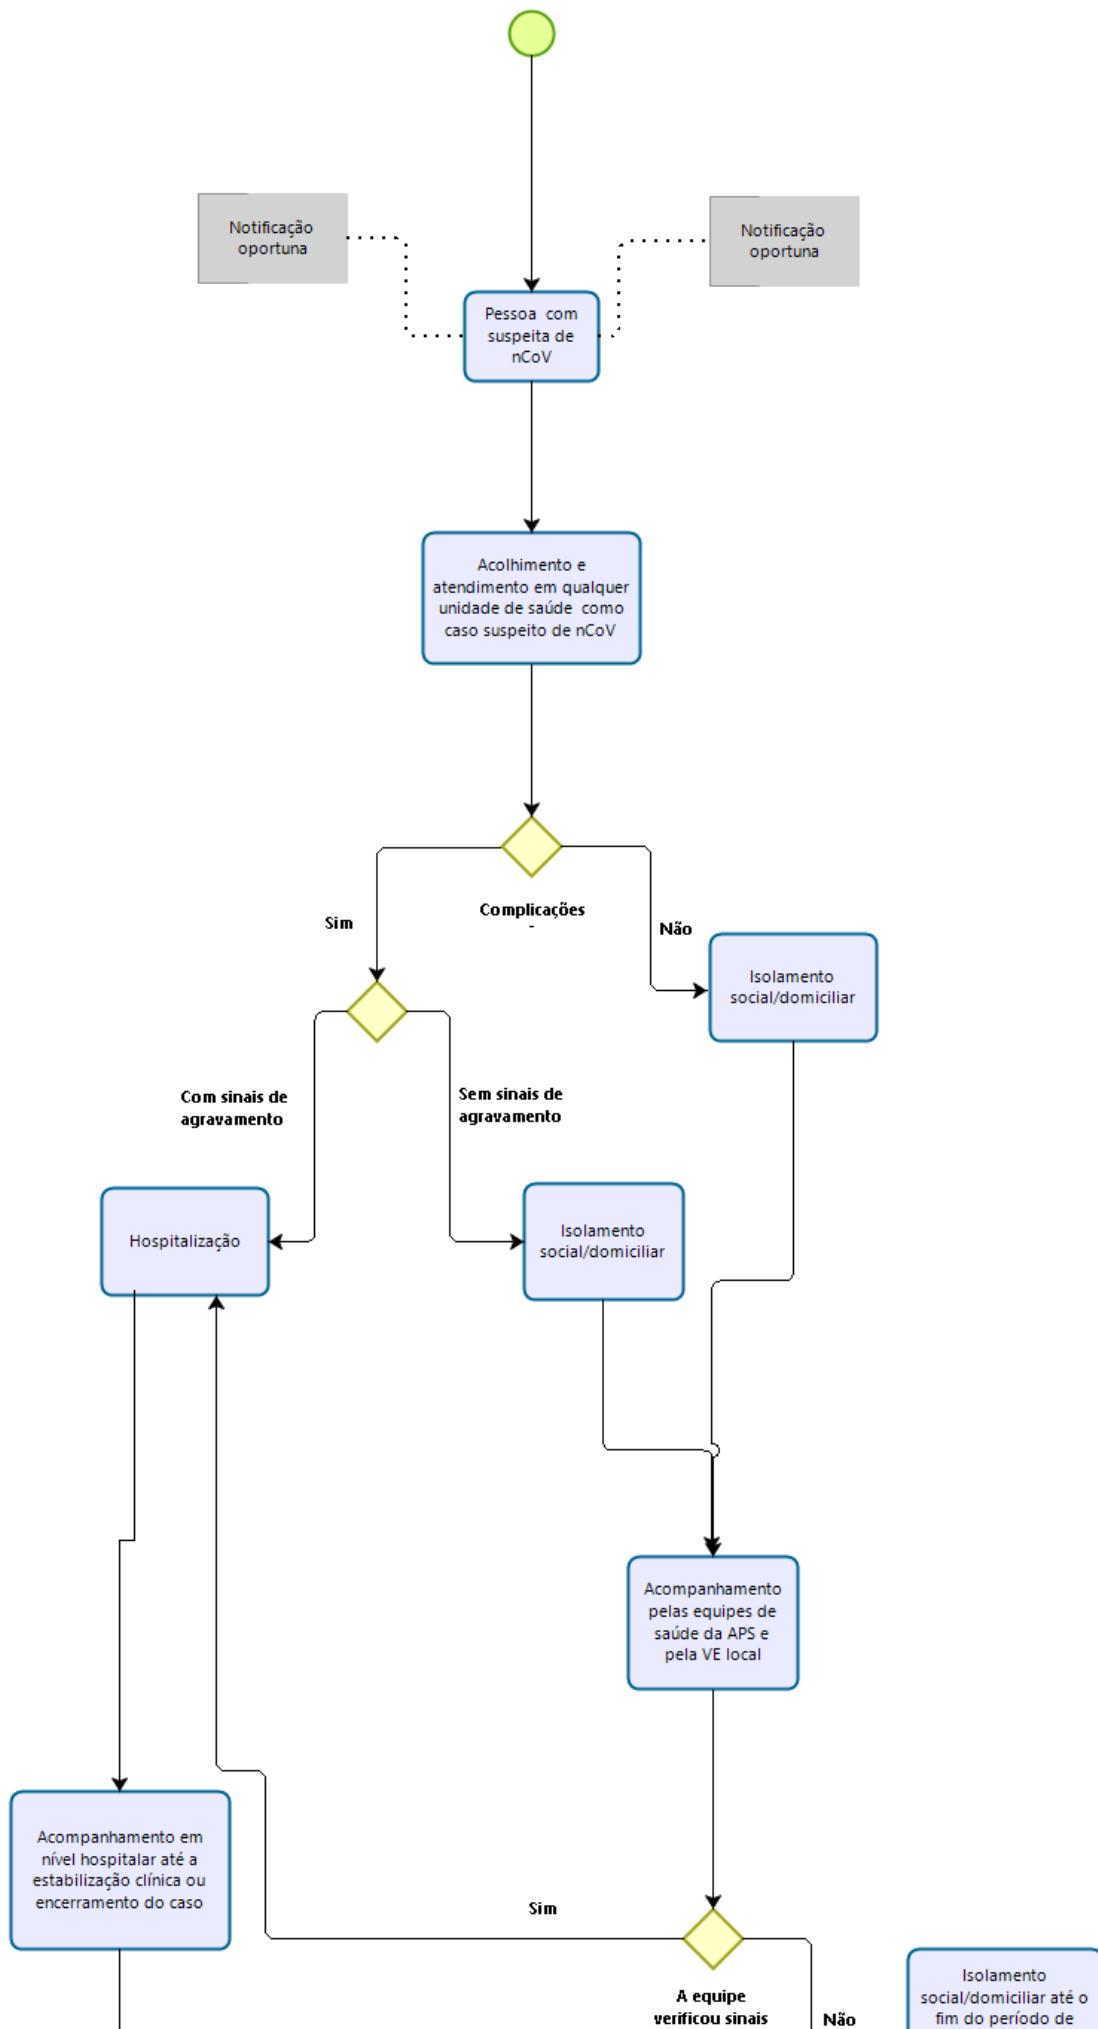 Notificação
oportuna
Notificação
oportuna
Pessoa com
suspeita de
nCoV
Acolhimento e
atendimento em qualquer
unidade de saúde como
caso suspeito de nCoV
Complicações
-
Sim
Não
Isolamento
social/domiciliar
Com sinais de
agravamento
Sem sinais de
agravamento
Hospitalização
Isolamento
social/domiciliar
Acompanhamento
pelas equipes de
saúde da APS e
pela VE local
Acompanhamento em
nível hospitalar até a
estabilização clínica ou
encerramento do caso
Sim
A equipe
verificou sinais
Não
Isolamento
social/domiciliar até o
fim do período de